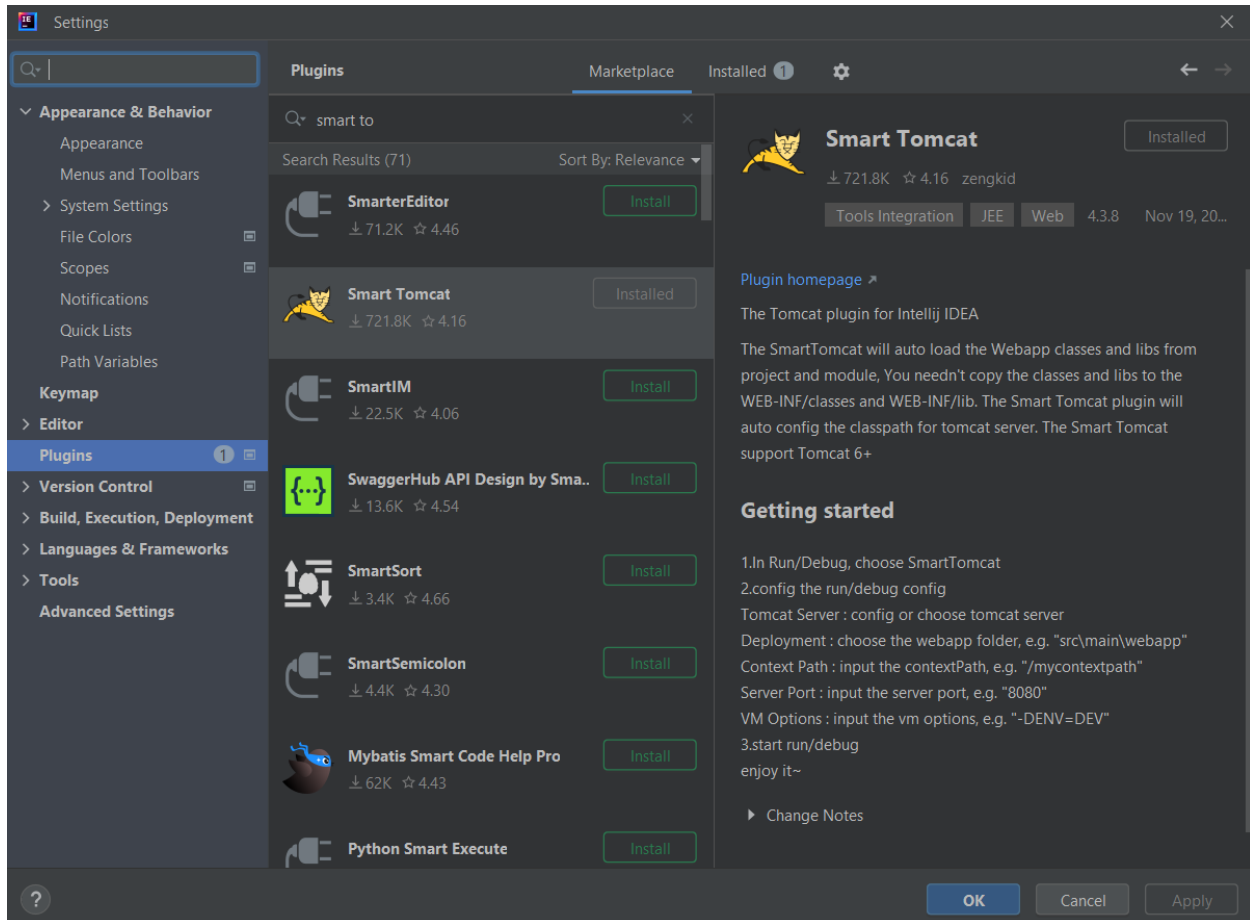 Settings
Plugins
Marketplace
Installed 1
Appearance & Behavior
Appearance
Menus and Toolbars
System Settings
File Colors
Scopes
Notifications
Quick Lists
Path Variables
Keymap
Editor
Plugins 1
Version Control
Build, Execution, Deployment
Languages & Frameworks
Tools
Advanced Settings
smart to
Search Results (71)
Sort By: Relevance
SmarterEditor
Install
71.2K 4.46
Smart Tomcat
Installed
721.8K 4.16
SmartIM
Install
22.5K 4.06
SwaggerHub API Design by Sma..
Install
13.6K 4.54
SmartSort
Install
3.4K 4.66
SmartSemicolon
Install
4.4K 4.30
Mybatis Smart Code Help Pro
Install
62K 4.43
Python Smart Execute
Install
Smart Tomcat
Installed
721.8K 4.16 zengkid
Tools Integration JEE Web 4.3.8 Nov 19, 20...
Plugin homepage
The Tomcat plugin for Intellij IDEA
The SmartTomcat will auto load the Webapp classes and libs from
project and module, You needn't copy the classes and libs to the
WEB-INF/classes and WEB-INF/lib. The Smart Tomcat plugin will
auto config the classpath for tomcat server. The Smart Tomcat
support Tomcat 6+
Getting started
1.In Run/Debug, choose SmartTomcat
2.config the run/debug config
Tomcat Server : config or choose tomcat server
Deployment : choose the webapp folder, e.g. "src\main\webapp"
Context Path : input the contextPath, e.g. "/mycontextpath"
Server Port : input the server port, e.g. "8080"
VM Options : input the vm options, e.g. "-DENV=DEV"
3.start run/debug
enjoy it~
Change Notes
?
OK
Cancel
Apply